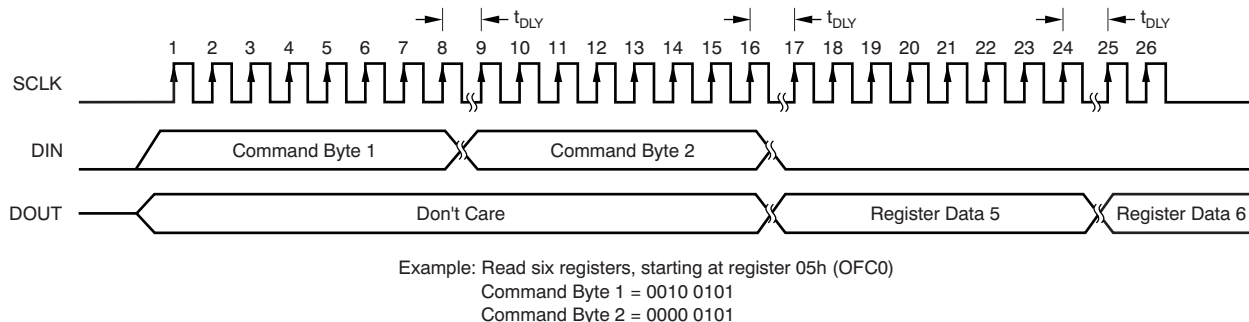 t_DLY t_DLY t_DLY
1 2 3 4 5 6 7 8 9 10 11 12 13 14 15 16 17 18 19 20 21 22 23 24 25 26
SCLK
DIN Command Byte 1 Command Byte 2
DOUT Don't Care Register Data 5 Register Data 6
Example: Read six registers, starting at register 05h (OFC0)
Command Byte 1 = 0010 0101
Command Byte 2 = 0000 0101